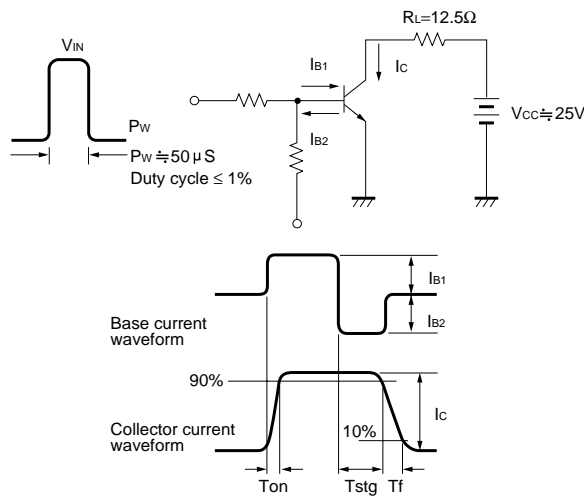 VIN
RL=12.5Ω
IB1
IC
PW
VCC≒25V
IB2
PW≒50μS
Duty cycle ≤ 1%
IB1
Base current
waveform
IB2
90%
IC
Collector current
waveform
10%
Ton
Tstg
Tf